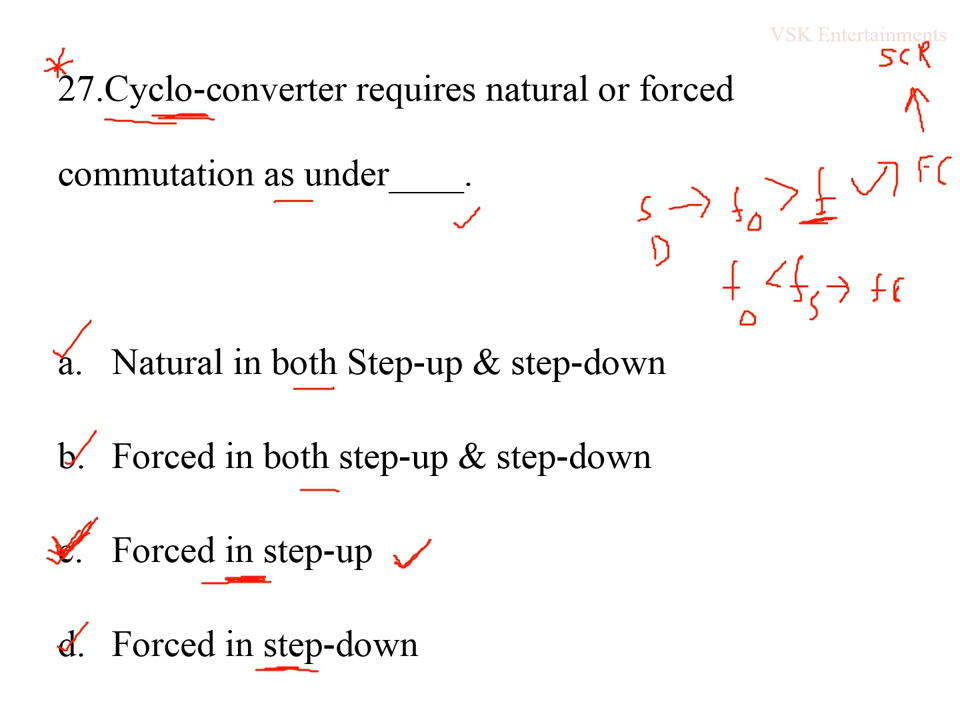 VSK Entertainments
SCR
27.Cyclo-converter requires natural or forced
FC
commutation as under____.
S → f₀ > f
D
f₀ < fS →
a. Natural in both Step-up & step-down
b. Forced in both step-up & step-down
c. Forced in step-up
d. Forced in step-down